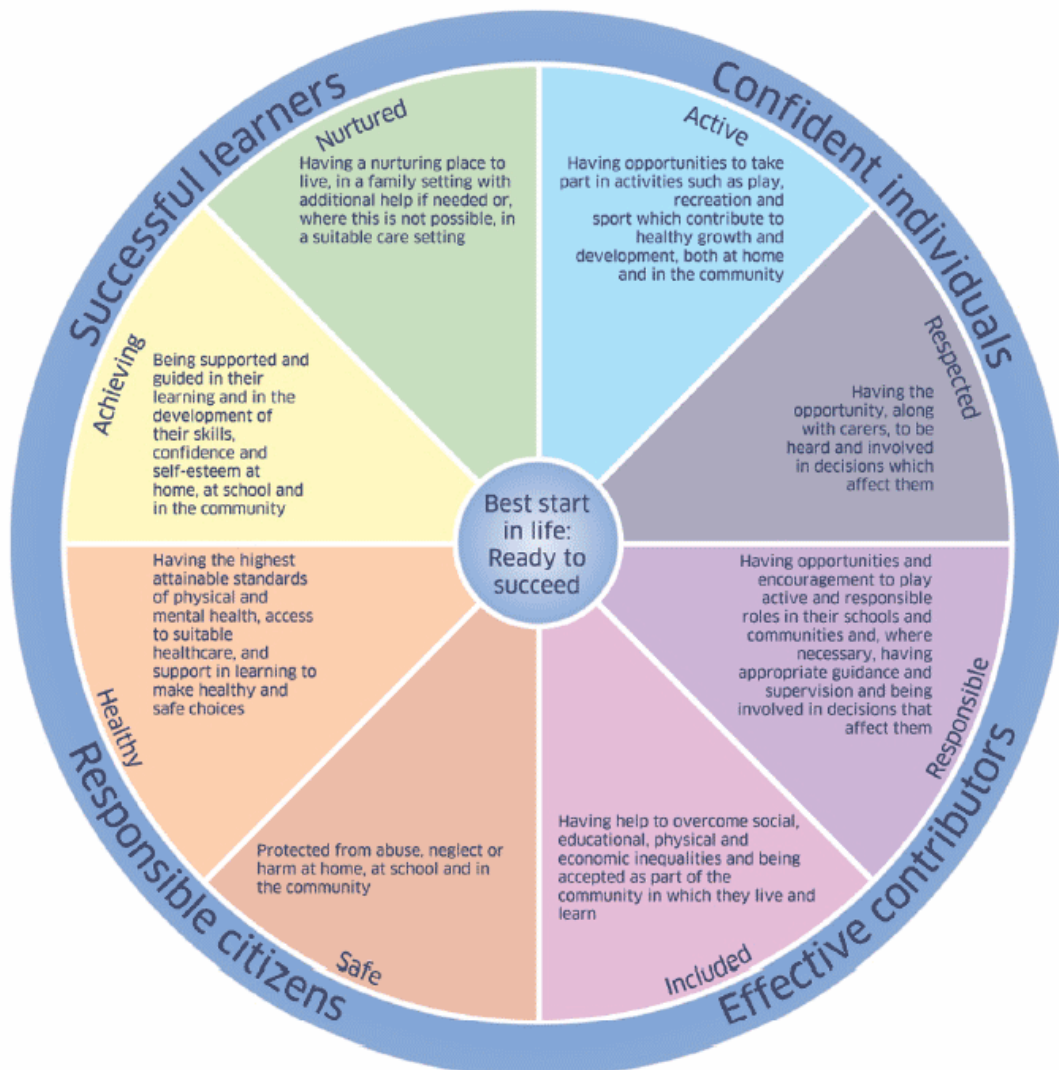 Successful learners
Confident individuals
Nurtured
Having a nurturing place to
live, in a family setting with
additional help if needed or,
where this is not possible, in
a suitable care setting
Active
Having opportunities to take
part in activities such as play,
recreation and
sport which contribute to
healthy growth and
development, both at home
and in the community
Achieving
Being supported and
guided in their
learning and in the
development of
their skills,
confidence and
self-esteem at
home, at school and
in the community
Respected
Having the
opportunity, along
with carers, to be
heard and involved
in decisions which
affect them
Best start
in life:
Ready to
succeed
Healthy
Having the highest
attainable standards
of physical and
mental health, access
to suitable
healthcare, and
support in learning to
make healthy and
safe choices
Responsible
Having opportunities and
encouragement to play
active and responsible
roles in their schools and
communities and, where
necessary, having
appropriate guidance and
supervision and being
involved in decisions that
affect them
Protected from abuse, neglect or
harm at home, at school and in
the community
Safe
Having help to overcome social,
educational, physical and
economic inequalities and being
accepted as part of the
community in which they live and
learn
Included
Responsible citizens
Effective contributors